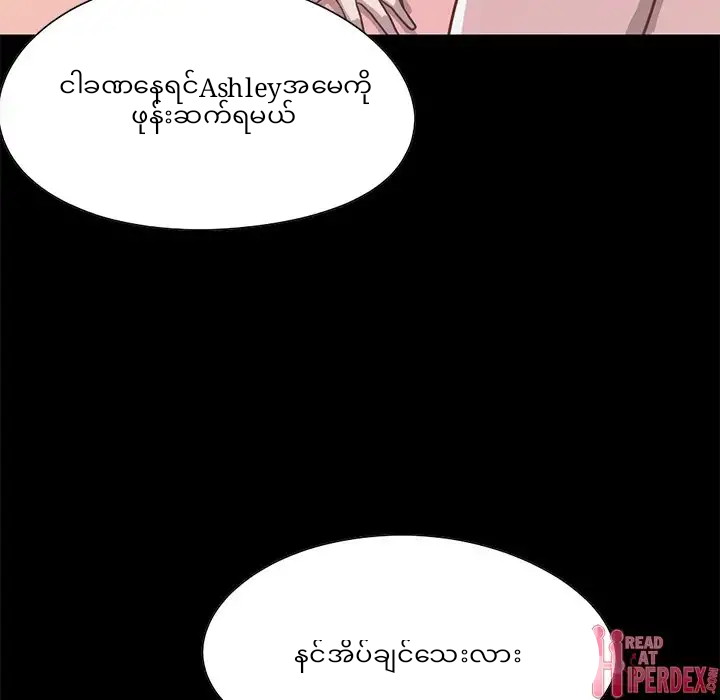 ငါခဏနေရင်Ashleyအမေကို
ဖုန်းဆက်ရမယ်
နင်အိပ်ချင်သေးလား
READ
AT
HIPERDEX.COM